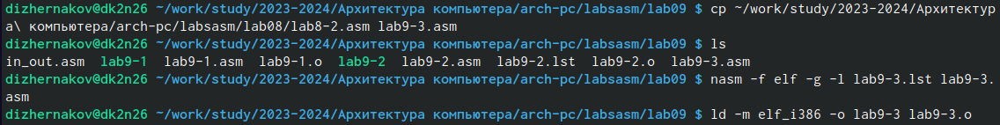 dizhernakov@dk2n26 ~/work/study/2023-2024/Архитектура компьютера/arch-pc/labsasm/lab09 $ cp ~/work/study/2023-2024/Архитектур
а\ компьютера/arch-pc/labsasm/lab08/lab8-2.asm lab9-3.asm
dizhernakov@dk2n26 ~/work/study/2023-2024/Архитектура компьютера/arch-pc/labsasm/lab09 $ ls
in_out.asm lab9-1 lab9-1.asm lab9-1.o lab9-2 lab9-2.asm lab9-2.lst lab9-2.o lab9-3.asm
dizhernakov@dk2n26 ~/work/study/2023-2024/Архитектура компьютера/arch-pc/labsasm/lab09 $ nasm -f elf -g -l lab9-3.lst lab9-3.
asm
dizhernakov@dk2n26 ~/work/study/2023-2024/Архитектура компьютера/arch-pc/labsasm/lab09 $ ld -m elf_i386 -o lab9-3 lab9-3.o